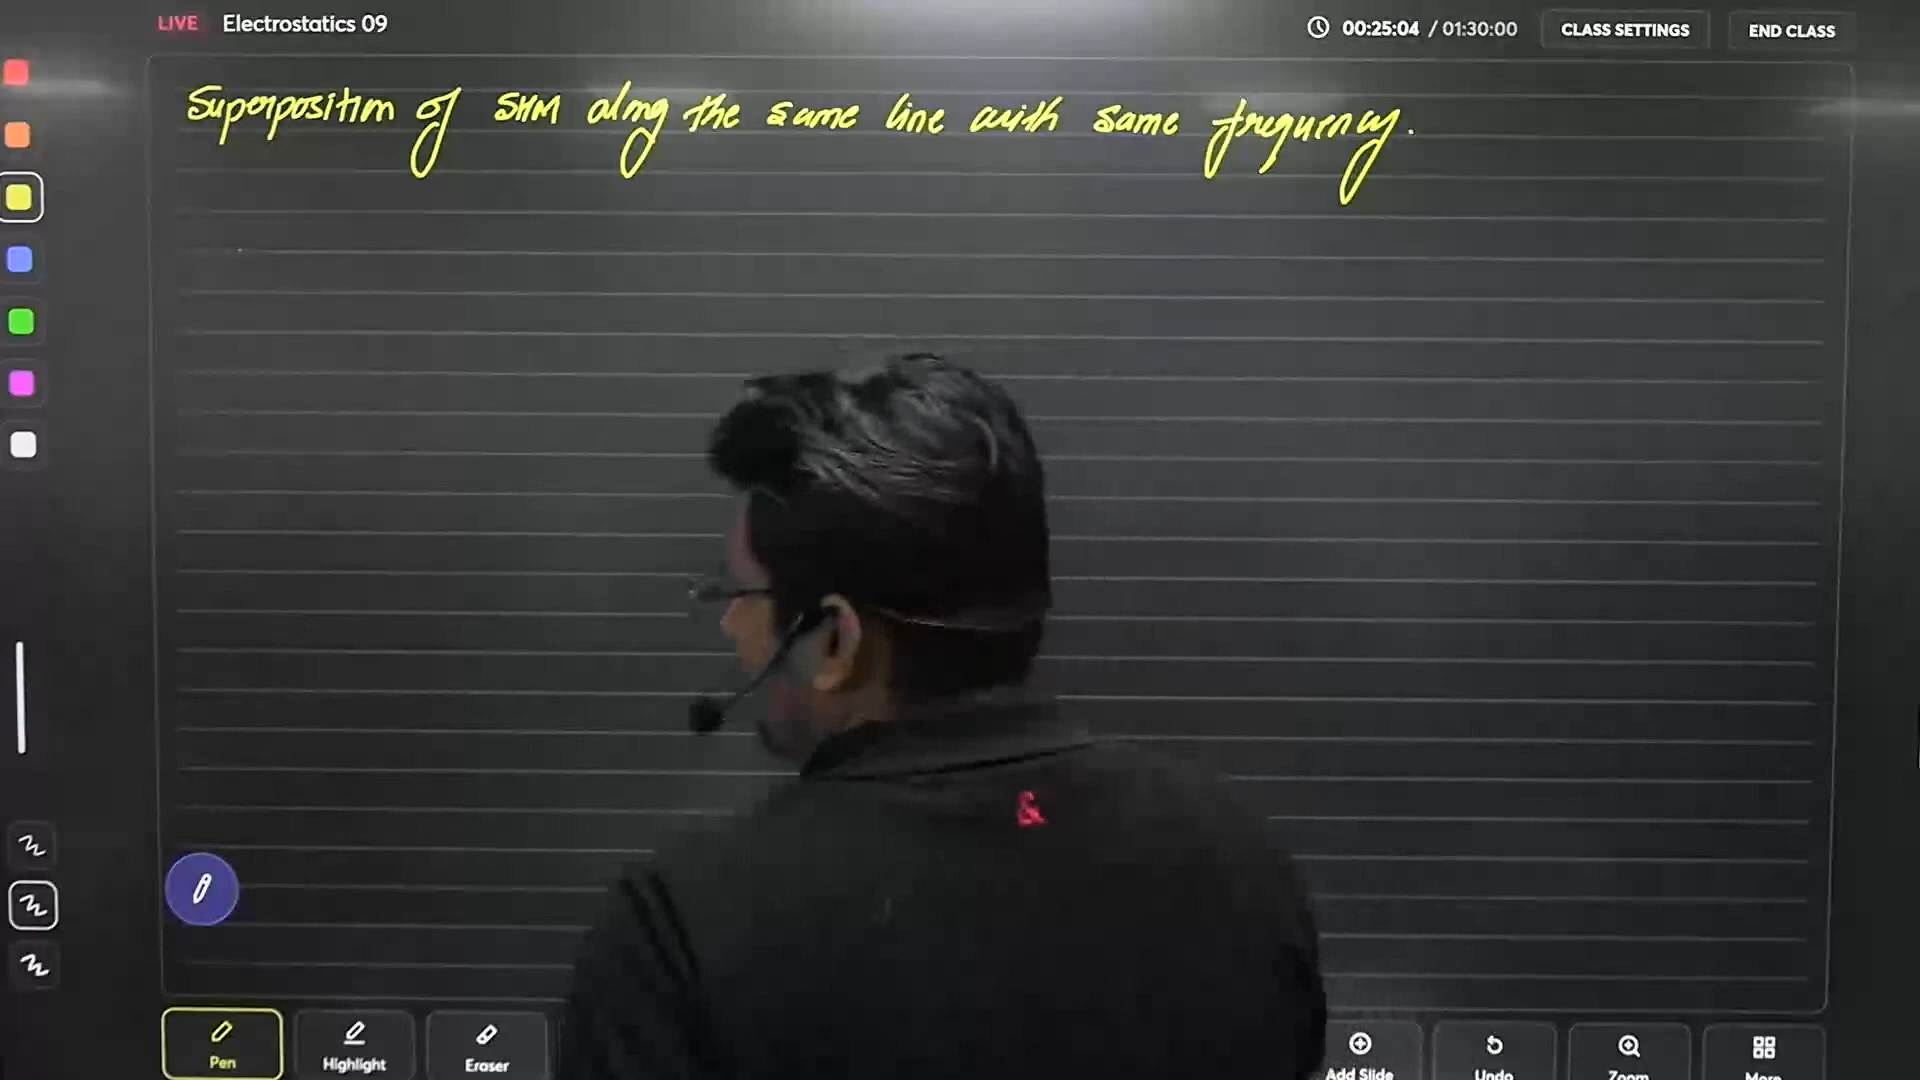 LIVE Electrostatics 09
00:25:04 / 01:30:00
CLASS SETTINGS
END CLASS
Superposition of SHM along the same line with same frequency.
&
Pen
Highlight
Eraser
Add Slide
Undo
Zoom
More